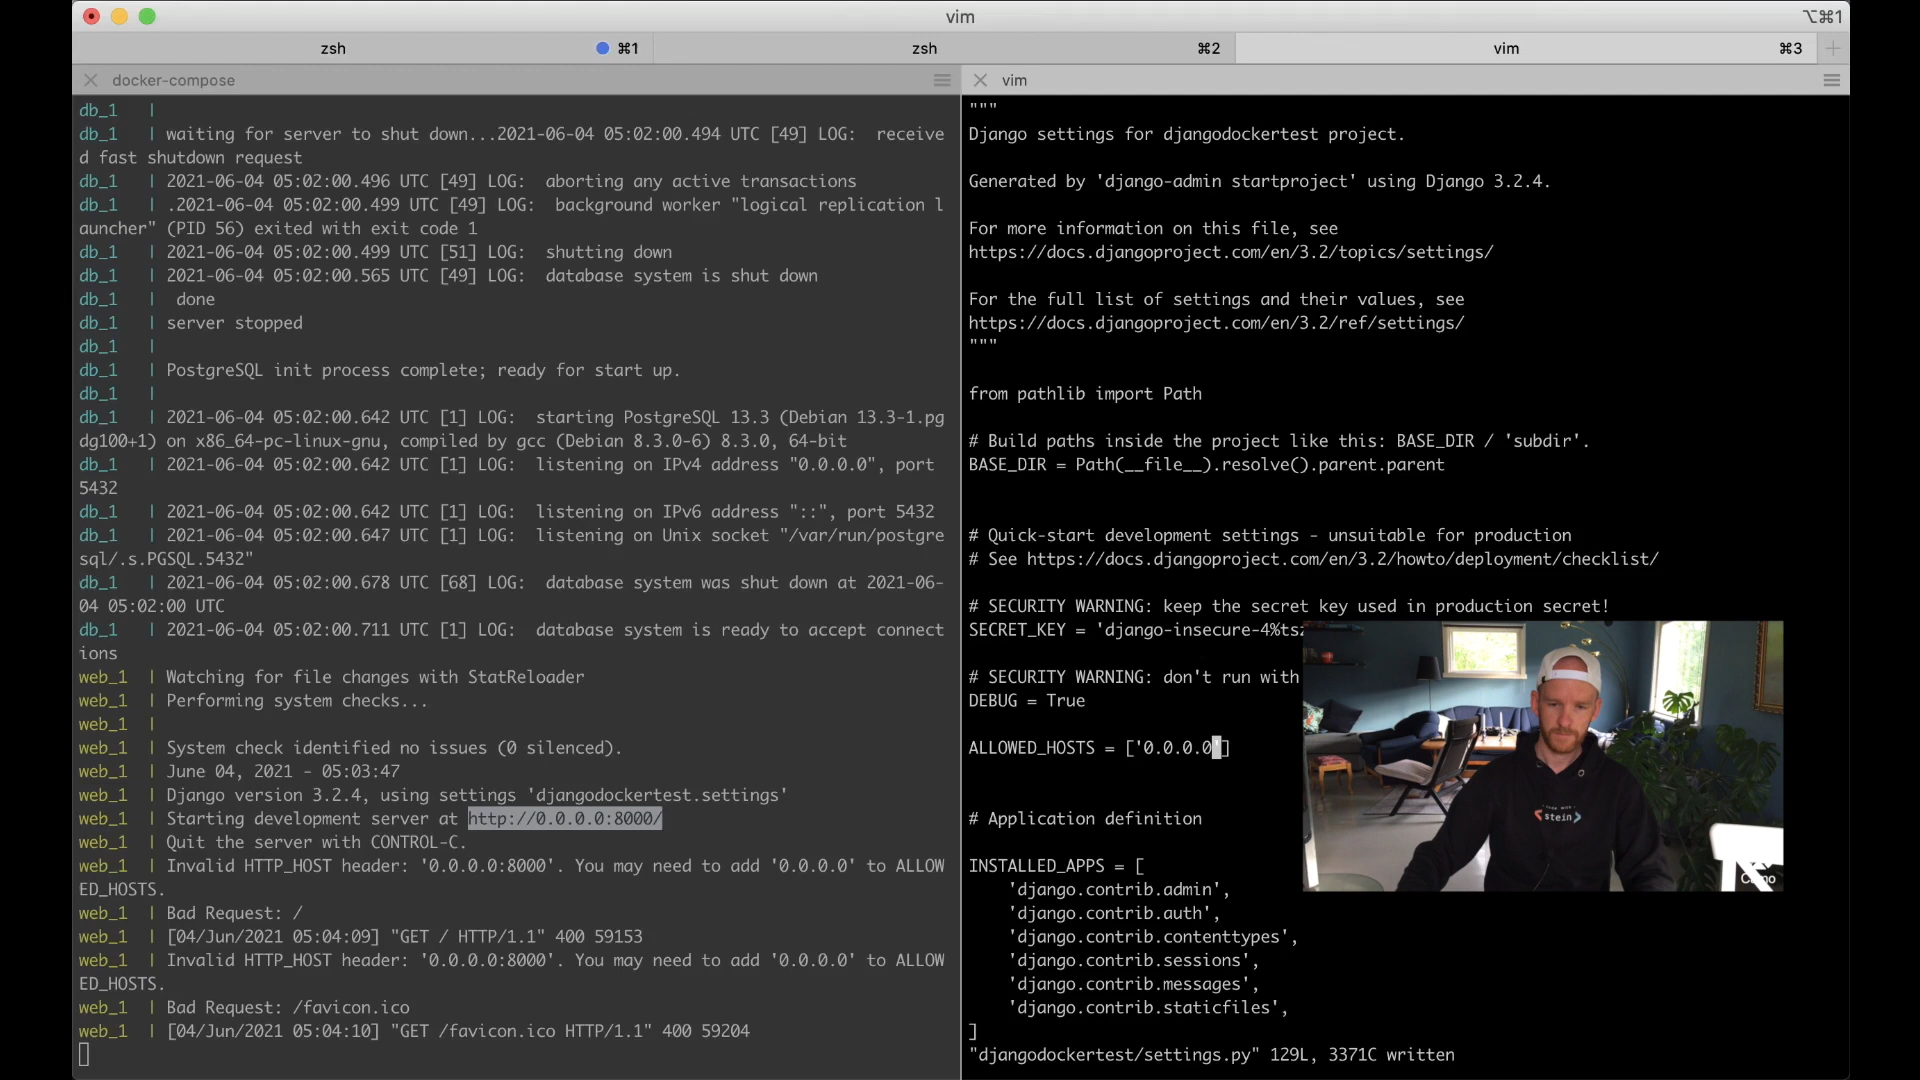 vim
⌥⌘1
zsh ⌘1 zsh ⌘2 vim ⌘3
docker-compose
db_1 |
db_1 | waiting for server to shut down...2021-06-04 05:02:00.494 UTC [49] LOG: receive
d fast shutdown request
db_1 | 2021-06-04 05:02:00.496 UTC [49] LOG: aborting any active transactions
db_1 | .2021-06-04 05:02:00.499 UTC [49] LOG: background worker "logical replication l
auncher" (PID 56) exited with exit code 1
db_1 | 2021-06-04 05:02:00.499 UTC [51] LOG: shutting down
db_1 | 2021-06-04 05:02:00.565 UTC [49] LOG: database system is shut down
db_1 | done
db_1 | server stopped
db_1 |
db_1 | PostgreSQL init process complete; ready for start up.
db_1 |
db_1 | 2021-06-04 05:02:00.642 UTC [1] LOG: starting PostgreSQL 13.3 (Debian 13.3-1.pg
dg100+1) on x86_64-pc-linux-gnu, compiled by gcc (Debian 8.3.0-6) 8.3.0, 64-bit
db_1 | 2021-06-04 05:02:00.642 UTC [1] LOG: listening on IPv4 address "0.0.0.0", port
5432
db_1 | 2021-06-04 05:02:00.642 UTC [1] LOG: listening on IPv6 address "::", port 5432
db_1 | 2021-06-04 05:02:00.647 UTC [1] LOG: listening on Unix socket "/var/run/postgre
sql/.s.PGSQL.5432"
db_1 | 2021-06-04 05:02:00.678 UTC [68] LOG: database system was shut down at 2021-06-
04 05:02:00 UTC
db_1 | 2021-06-04 05:02:00.711 UTC [1] LOG: database system is ready to accept connect
ions
web_1 | Watching for file changes with StatReloader
web_1 | Performing system checks...
web_1 |
web_1 | System check identified no issues (0 silenced).
web_1 | June 04, 2021 - 05:03:47
web_1 | Django version 3.2.4, using settings 'djangodockertest.settings'
web_1 | Starting development server at http://0.0.0.0:8000/
web_1 | Quit the server with CONTROL-C.
web_1 | Invalid HTTP_HOST header: '0.0.0.0:8000'. You may need to add '0.0.0.0' to ALLOW
ED_HOSTS.
web_1 | Bad Request: /
web_1 | [04/Jun/2021 05:04:09] "GET / HTTP/1.1" 400 59153
web_1 | Invalid HTTP_HOST header: '0.0.0.0:8000'. You may need to add '0.0.0.0' to ALLOW
ED_HOSTS.
web_1 | Bad Request: /favicon.ico
web_1 | [04/Jun/2021 05:04:10] "GET /favicon.ico HTTP/1.1" 400 59204
vim
"""
Django settings for djangodockertest project.
Generated by 'django-admin startproject' using Django 3.2.4.
For more information on this file, see
https://docs.djangoproject.com/en/3.2/topics/settings/
For the full list of settings and their values, see
https://docs.djangoproject.com/en/3.2/ref/settings/
"""
from pathlib import Path
# Build paths inside the project like this: BASE_DIR / 'subdir'.
BASE_DIR = Path(__file__).resolve().parent.parent
# Quick-start development settings - unsuitable for production
# See https://docs.djangoproject.com/en/3.2/howto/deployment/checklist/
# SECURITY WARNING: keep the secret key used in production secret!
SECRET_KEY = 'django-insecure-4%tsz
# SECURITY WARNING: don't run with
DEBUG = True
ALLOWED_HOSTS = ['0.0.0.0']
# Application definition
INSTALLED_APPS = [
'django.contrib.admin',
'django.contrib.auth',
'django.contrib.contenttypes',
'django.contrib.sessions',
'django.contrib.messages',
'django.contrib.staticfiles',
]
"djangodockertest/settings.py" 129L, 3371C written
stein